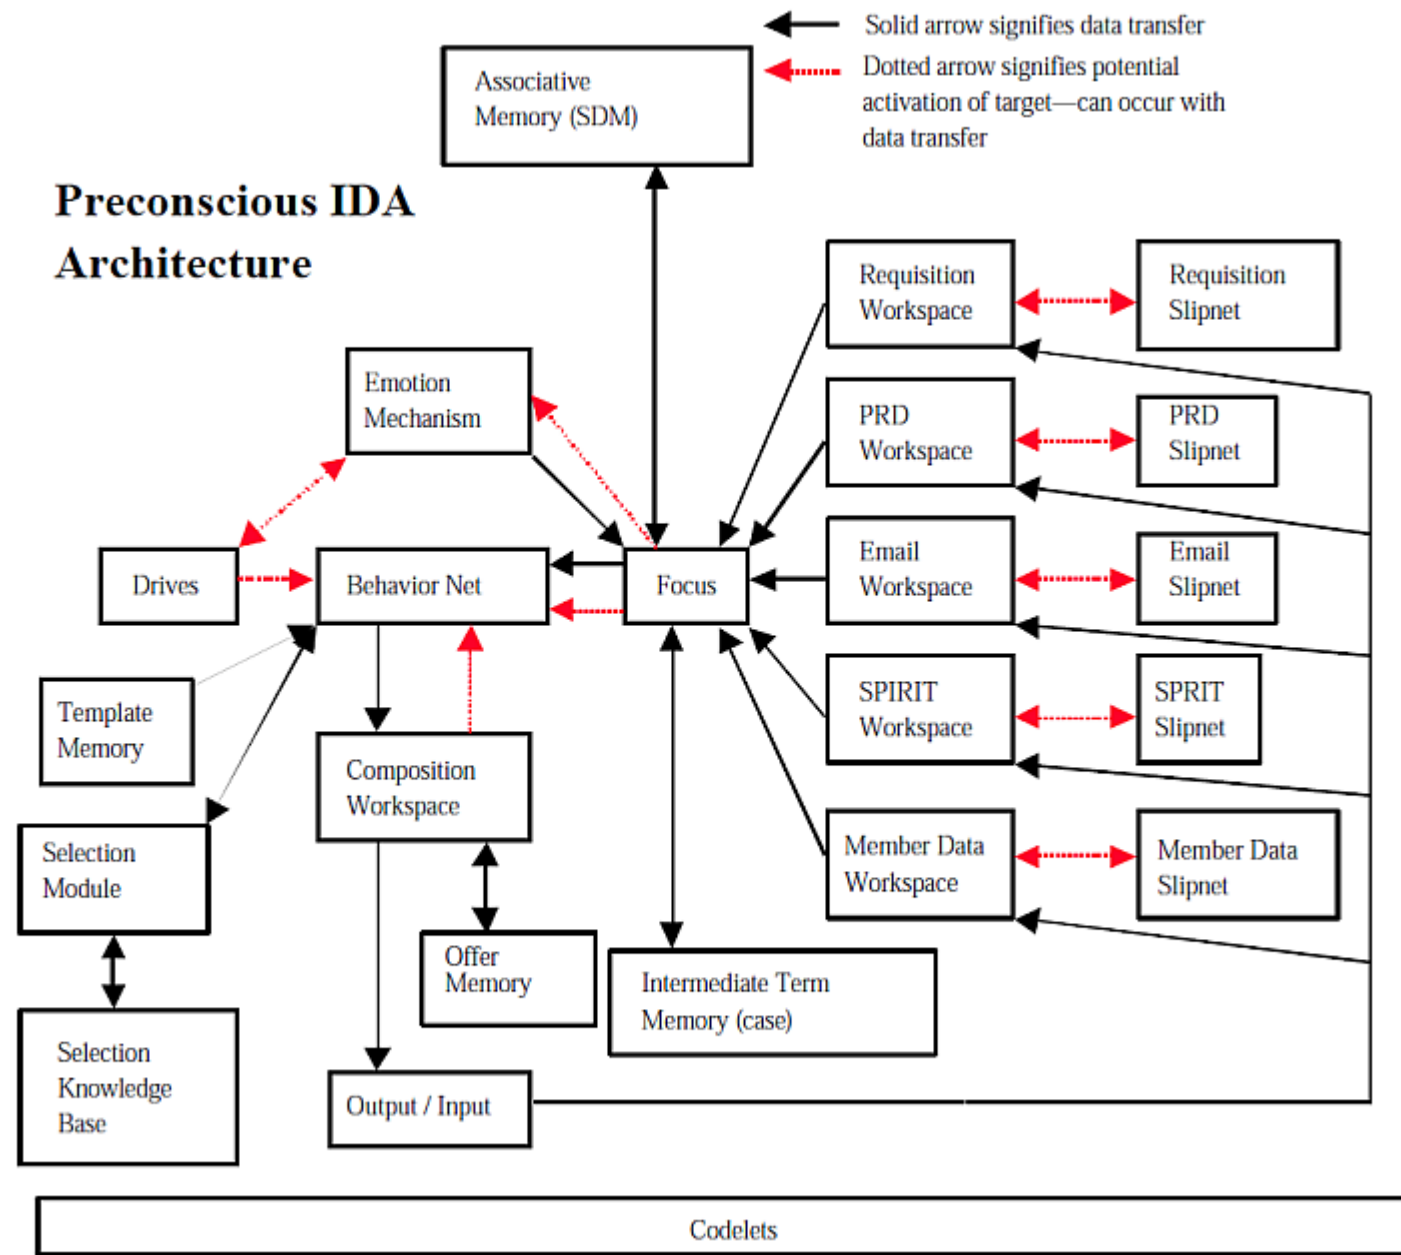 Solid arrow signifies data transfer
Dotted arrow signifies potential
activation of target—can occur with
data transfer
Associative
Memory (SDM)
Preconscious IDA
Architecture
Requisition
Workspace
Requisition
Slipnet
Emotion
Mechanism
PRD
Workspace
PRD
Slipnet
Drives
Behavior Net
Focus
Email
Workspace
Email
Slipnet
Template
Memory
SPIRIT
Workspace
SPRIT
Slipnet
Composition
Workspace
Selection
Module
Member Data
Workspace
Member Data
Slipnet
Offer
Memory
Intermediate Term
Memory (case)
Selection
Knowledge
Base
Output / Input
Codelets